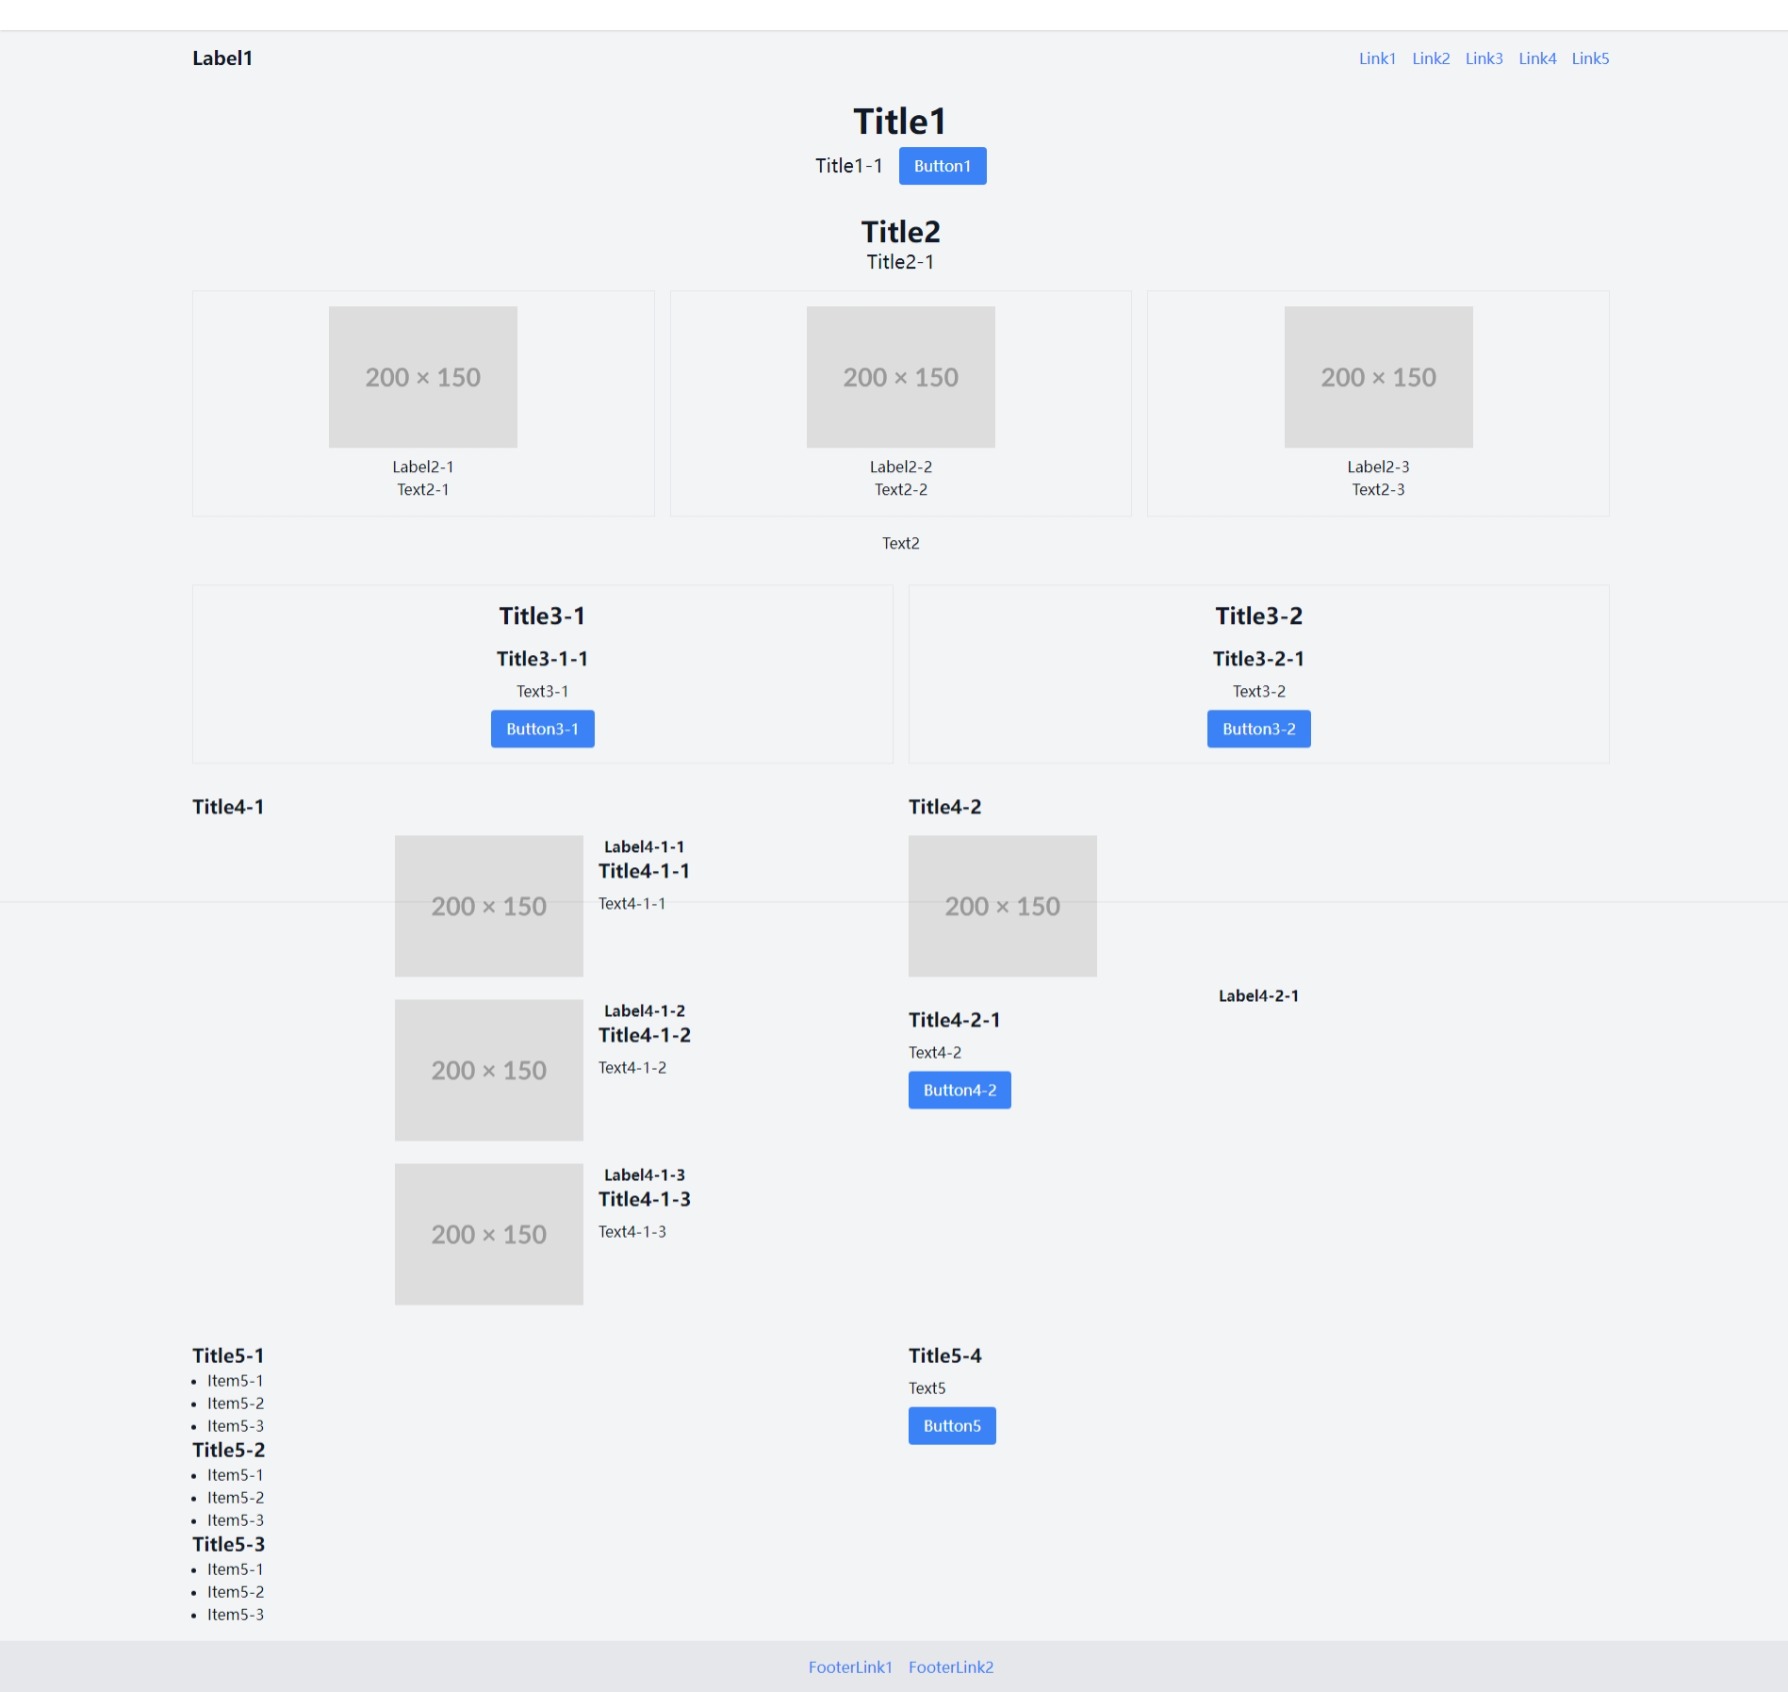 Label1
Link1 Link2 Link3 Link4 Link5
Title1
Title1-1 Button1
Title2
Title2-1
200 × 150
200 × 150
200 × 150
Label2-1
Text2-1
Label2-2
Text2-2
Label2-3
Text2-3
Text2
Title3-1
Title3-1-1
Text3-1
Button3-1
Title3-2
Title3-2-1
Text3-2
Button3-2
Title4-1
200 × 150
Label4-1-1
Title4-1-1
Text4-1-1
200 × 150
Label4-1-2
Title4-1-2
Text4-1-2
200 × 150
Label4-1-3
Title4-1-3
Text4-1-3
Title4-2
200 × 150
Label4-2-1
Title4-2-1
Text4-2
Button4-2
Title5-1
• Item5-1
• Item5-2
• Item5-3
Title5-2
• Item5-1
• Item5-2
• Item5-3
Title5-3
• Item5-1
• Item5-2
• Item5-3
Title5-4
Text5
Button5
FooterLink1 FooterLink2